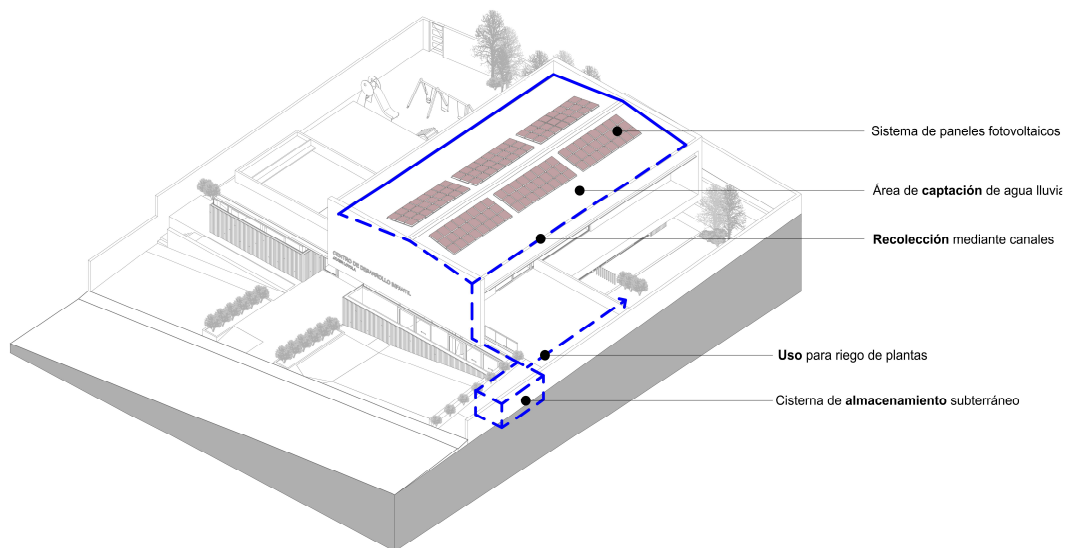 Sistema de paneles fotovoltaicos
Área de captación de agua lluvia
Recolección mediante canales
CENTRO DE DESARROLLO INFANTIL
Uso para riego de plantas
Cisterna de almacenamiento subterráneo